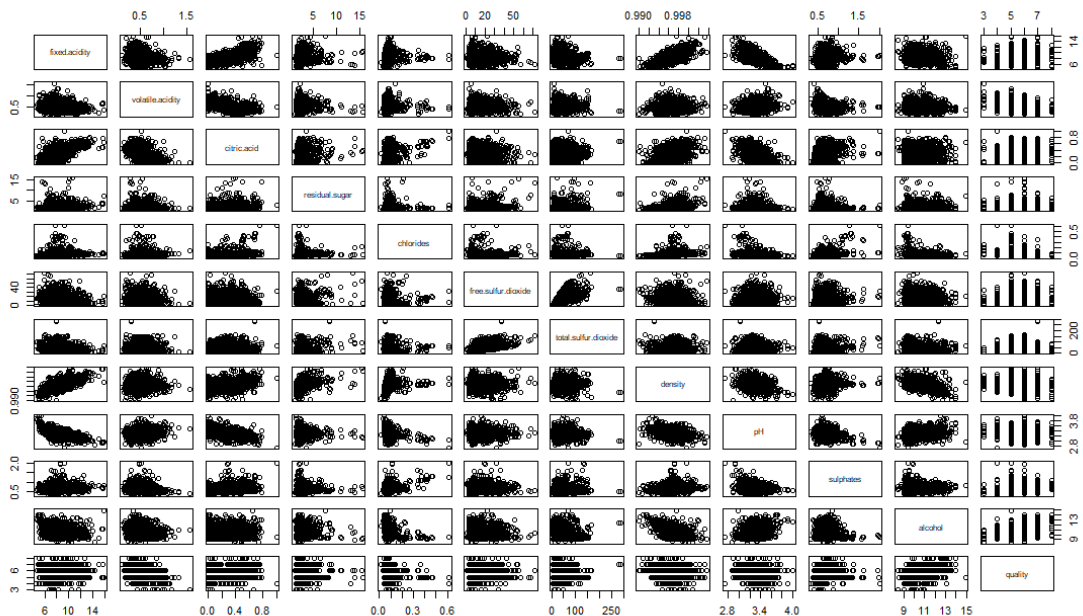 0.5 1.5 5 10 15 0 20 50 0.990 0.998 0.5 2.0 3 5 7
fixed.acidity 6 14
0.5 volatile.acidity
citric.acid 0.0 0.8
5 15 residual.sugar
chlorides 0.0 0.5
0 40 free.sulfur.dioxide
total.sulfur.dioxide 0 200
0.990 density
pH 2.8 3.8
0.5 2.0 sulphates
alcohol 9 13
3 6 quality
6 10 14 0.0 0.4 0.8 0.0 0.3 0.6 0 100 250 2.8 3.4 4.0 9 11 13 15